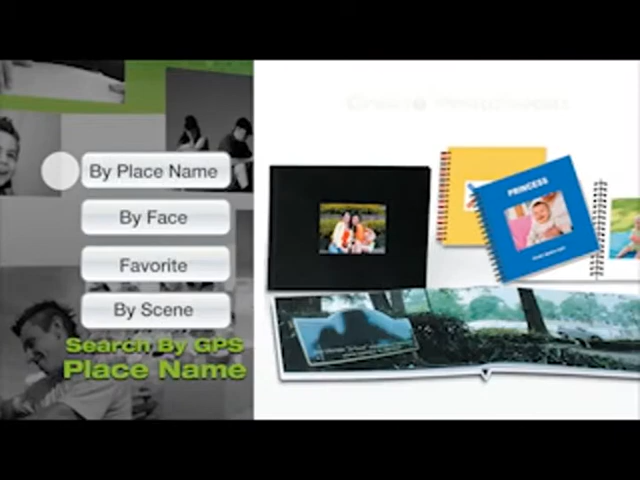 By Place Name
By Face
Favorite
By Scene
Search By GPS
Place Name
PRINCESS